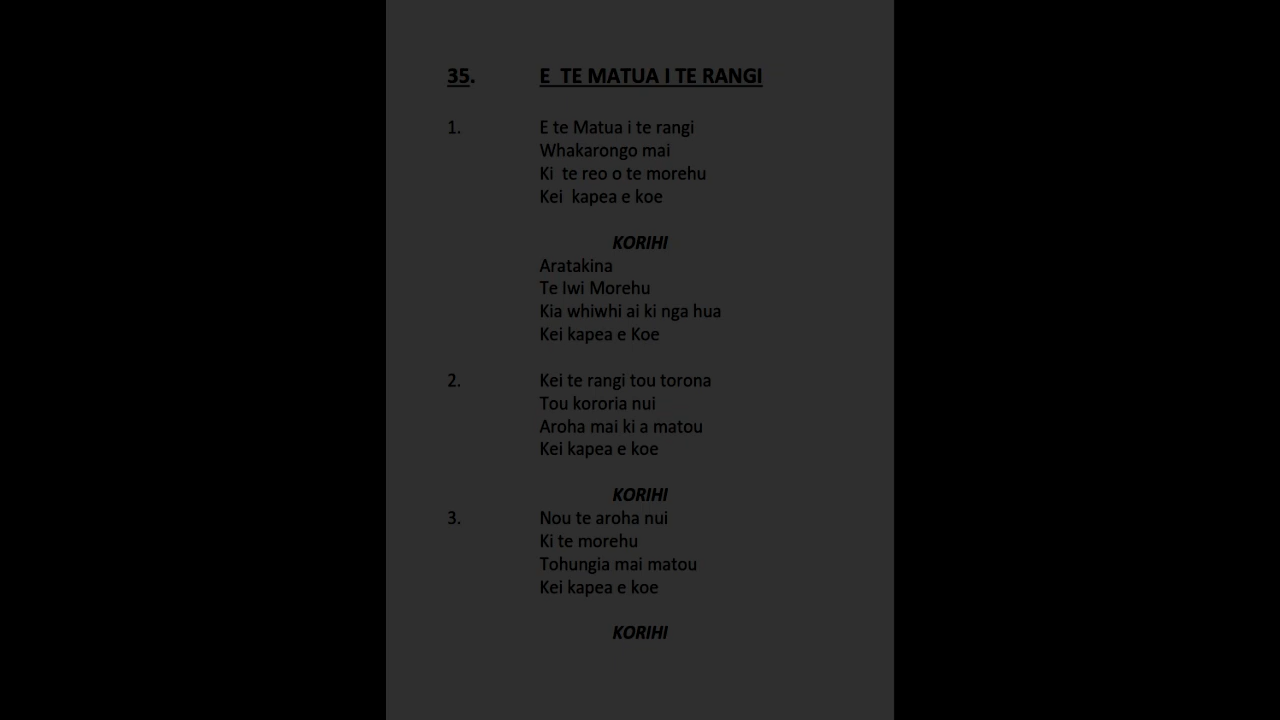 35. E TE MATUA I TE RANGI
1. E te Matua i te rangi
Whakarongo mai
Ki te reo o te morehu
Kei kapea e koe
KORIHI
Aratakina
Te Iwi Morehu
Kia whiwhi ai ki nga hua
Kei kapea e Koe
2. Kei te rangi tou torona
Tou kororia nui
Aroha mai ki a matou
Kei kapea e koe
KORIHI
3. Nou te aroha nui
Ki te morehu
Tohungia mai matou
Kei kapea e koe
KORIHI